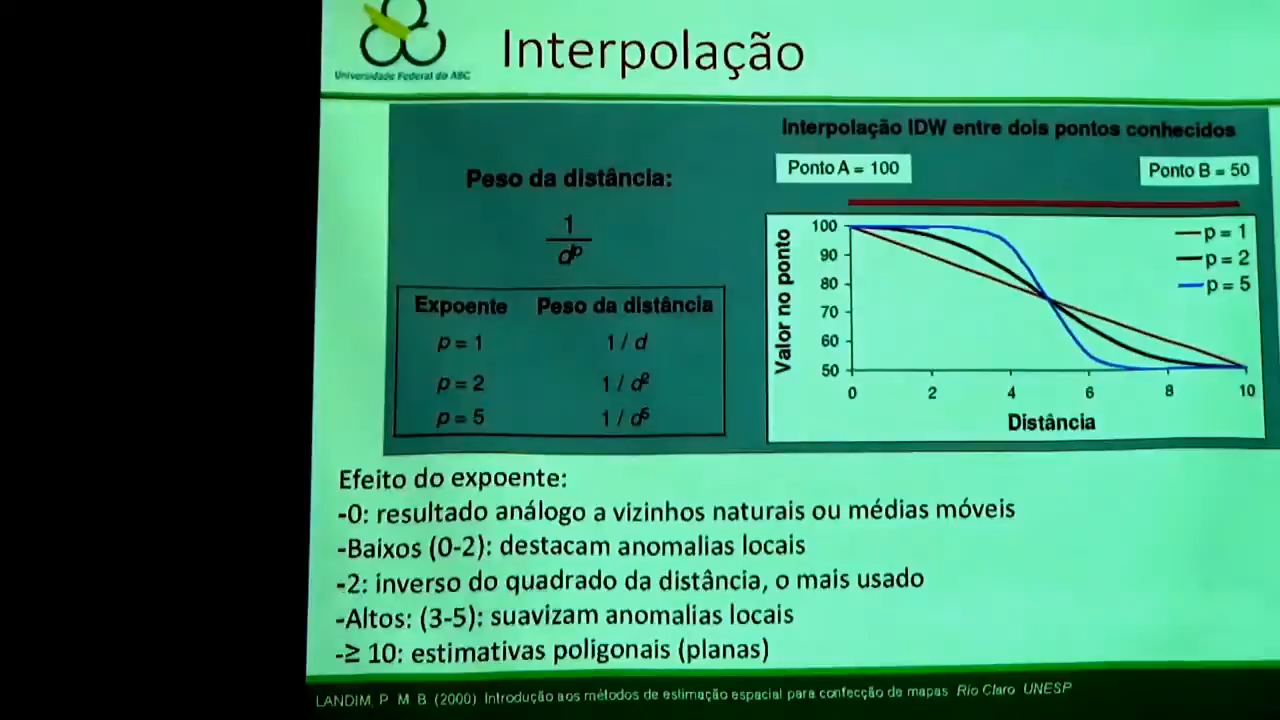 Universidade Federal do ABC
Interpolação
Peso da distância:
1
d^p
Expoente Peso da distância
p = 1 1 / d
p = 2 1 / d²
p = 5 1 / d⁵
Interpolação IDW entre dois pontos conhecidos
Ponto A = 100 Ponto B = 50
Valor no ponto
100
90
80
70
60
50
0 2 4 6 8 10
Distância
p = 1
p = 2
p = 5
Efeito do expoente:
-0: resultado análogo a vizinhos naturais ou médias móveis
-Baixos (0-2): destacam anomalias locais
-2: inverso do quadrado da distância, o mais usado
-Altos: (3-5): suavizam anomalias locais
-≥ 10: estimativas poligonais (planas)
LANDIM, P. M. B. (2000) Introdução aos métodos de estimação espacial para confecção de mapas. Rio Claro. UNESP